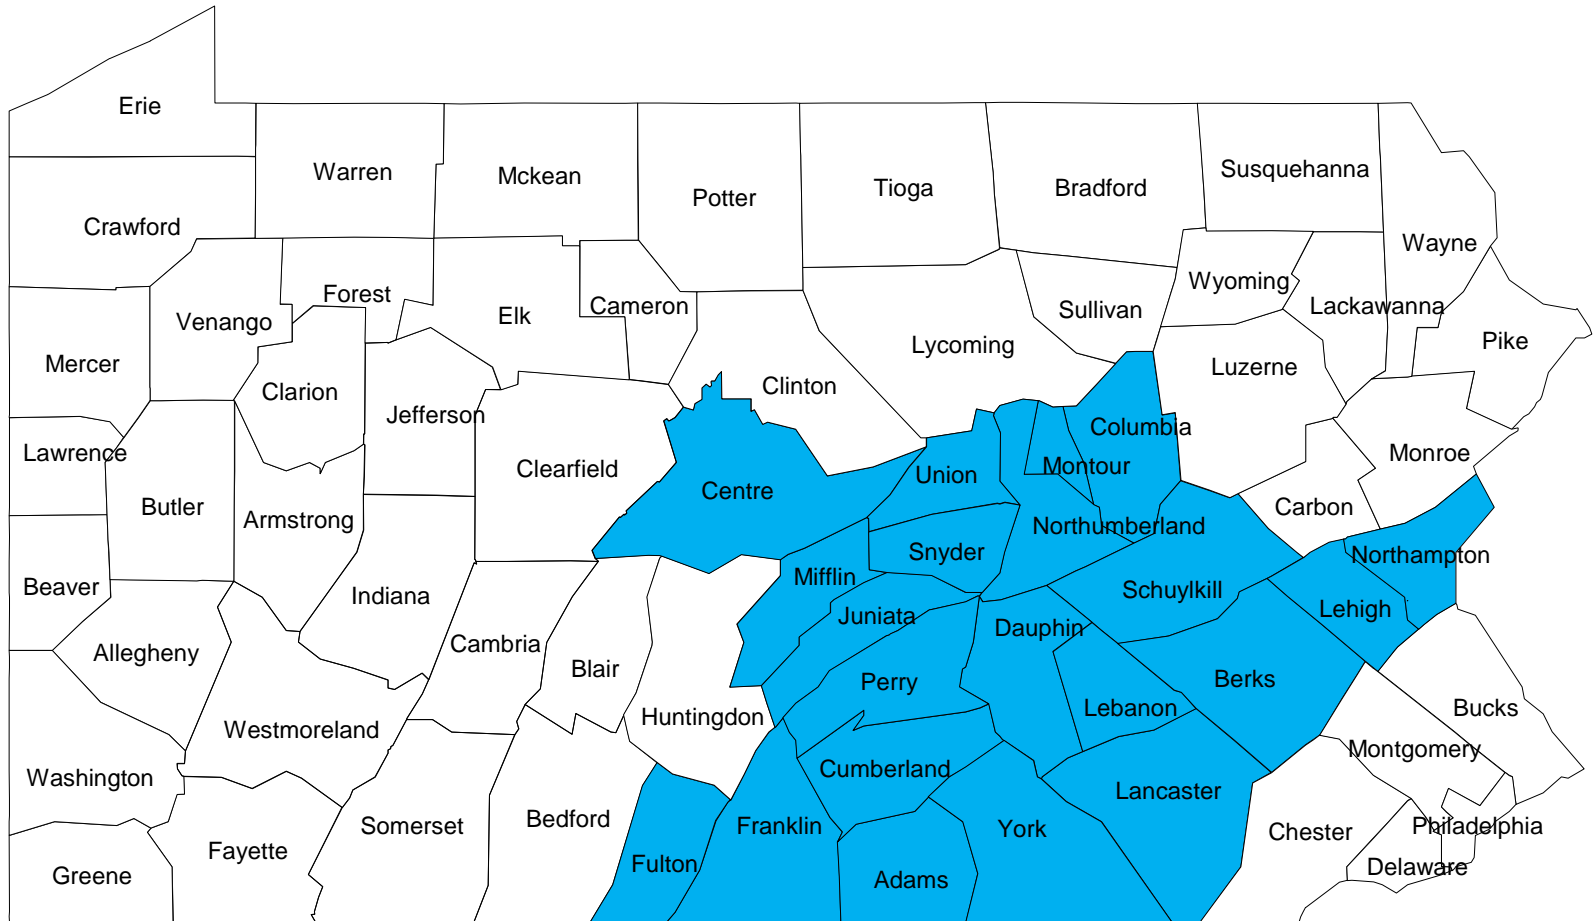 Erie
Warren
Mckean
Potter
Tioga
Bradford
Susquehanna
Crawford
Wayne
Venango
Forest
Elk
Cameron
Sullivan
Wyoming
Lackawanna
Mercer
Clarion
Jefferson
Clinton
Lycoming
Luzerne
Pike
Lawrence
Butler
Armstrong
Clearfield
Centre
Union
Montour
Columbia
Carbon
Monroe
Beaver
Indiana
Mifflin
Snyder
Northumberland
Schuylkill
Northampton
Allegheny
Cambria
Blair
Juniata
Dauphin
Lehigh
Westmoreland
Huntingdon
Perry
Lebanon
Berks
Bucks
Washington
Cumberland
Lancaster
Montgomery
Greene
Fayette
Somerset
Bedford
Fulton
Franklin
Adams
York
Chester
Philadelphia
Delaware